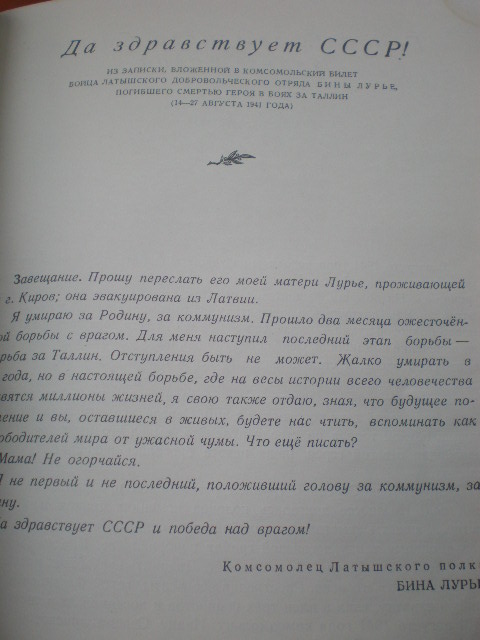 Да здравствует СССР!
ИЗ ЗАПИСКИ, ВЛОЖЕННОЙ В КОМСОМОЛЬСКИЙ БИЛЕТ
БОЙЦА ЛАТЫШСКОГО ДОБРОВОЛЬЧЕСКОГО ОТРЯДА БИНЫ ЛУРЬЕ,
ПОГИБШЕГО СМЕРТЬЮ ГЕРОЯ В БОЯХ ЗА ТАЛЛИН
(14—27 АВГУСТА 1941 ГОДА)
Завещание. Прошу переслать его моей матери Лурье, проживающей
г. Киров; она эвакуирована из Латвии.
Я умираю за Родину, за коммунизм. Прошло два месяца ожесточён-
ной борьбы с врагом. Для меня наступил последний этап борьбы —
рьба за Таллин. Отступления быть не может. Жалко умирать в
года, но в настоящей борьбе, где на весы истории всего человечества
вятся миллионы жизней, я свою также отдаю, зная, что будущее по-
ение и вы, оставшиеся в живых, будете нас чтить, вспоминать как
ободителей мира от ужасной чумы. Что ещё писать?
Мама! Не огорчайся.
Я не первый и не последний, положивший голову за коммунизм, за
ину.
Да здравствует СССР и победа над врагом!
Комсомолец Латышского полка
БИНА ЛУРЬЕ